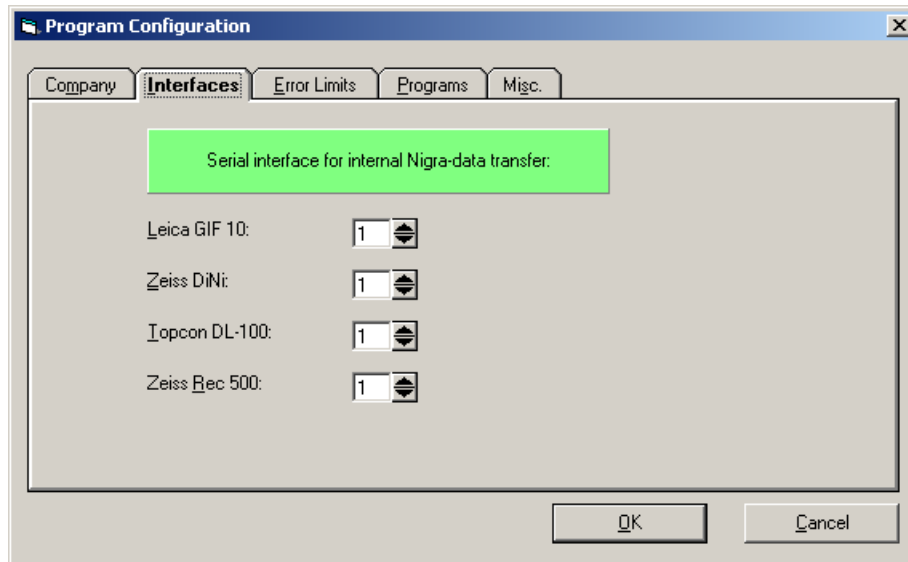 Program Configuration
Company Interfaces Error Limits Programs Misc.
Serial interface for internal Nigra-data transfer:
Leica GIF 10: 1
Zeiss DiNi: 1
Topcon DL-100: 1
Zeiss Rec 500: 1
OK Cancel